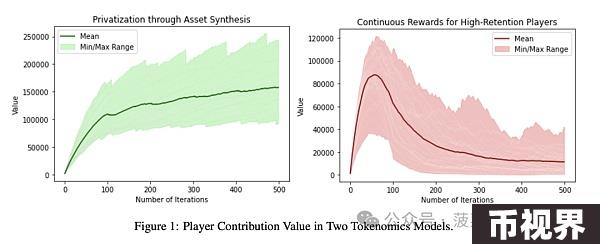 Privatization through Asset Synthesis
Mean
Min/Max Range
250000
200000
150000
100000
50000
0
Value
0
100
200
300
400
500
Number of Iterations
Continuous Rewards for High-Retention Players
Mean
Min/Max Range
120000
100000
80000
60000
40000
20000
0
Value
0
100
200
300
400
500
Number of Iterations
Figure 1: Player Contribution Value in Two Tokenomics Models.
公众号 · 菠
币视界